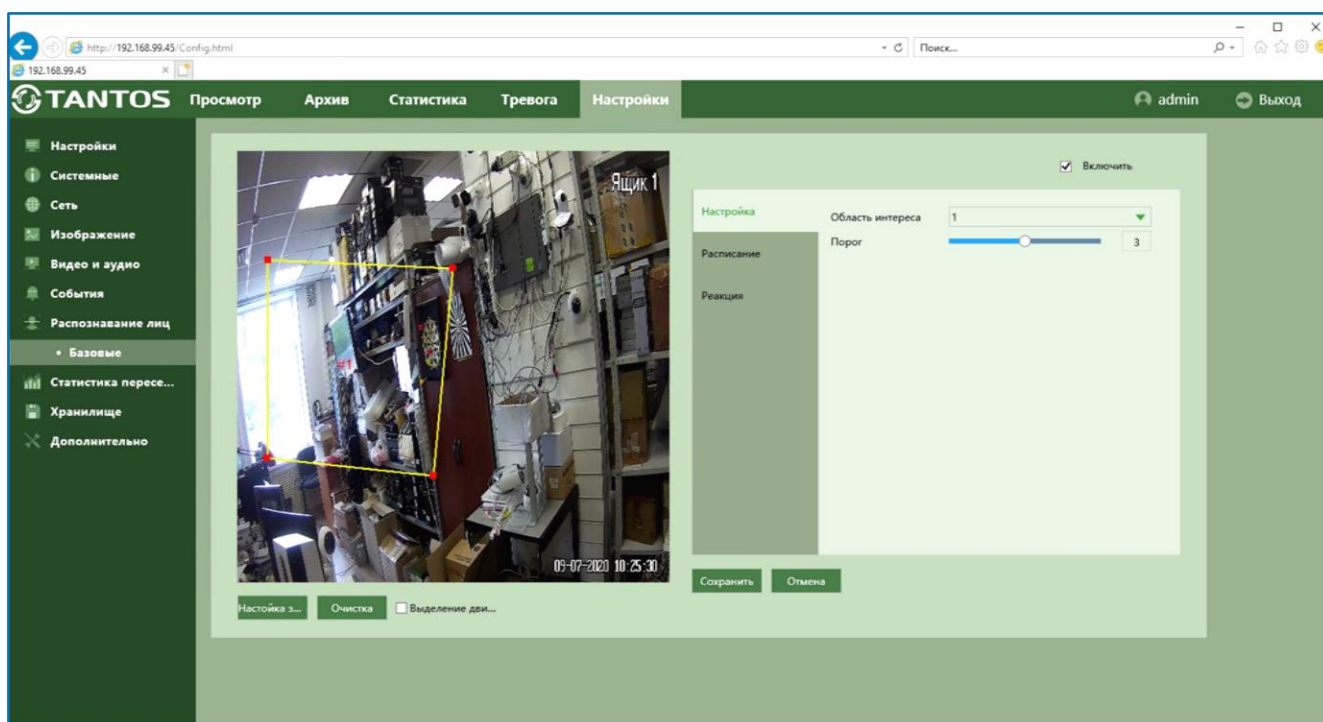 http://192.168.99.45/Config.html
Поиск...
192.168.99.45
TANTOS
Просмотр
Архив
Статистика
Тревога
Настройки
admin
Выход
Настройки
Системные
Сеть
Изображение
Видео и аудио
События
Распознавание лиц
• Базовые
Статистика пересе...
Хранилище
Дополнительно
Ящик 1
#1
09-07-2020 10:25:30
Настойка з...
Очистка
Выделение дви...
Включить
Настройка
Расписание
Реакция
Область интереса
1
Порог
3
Сохранить
Отмена